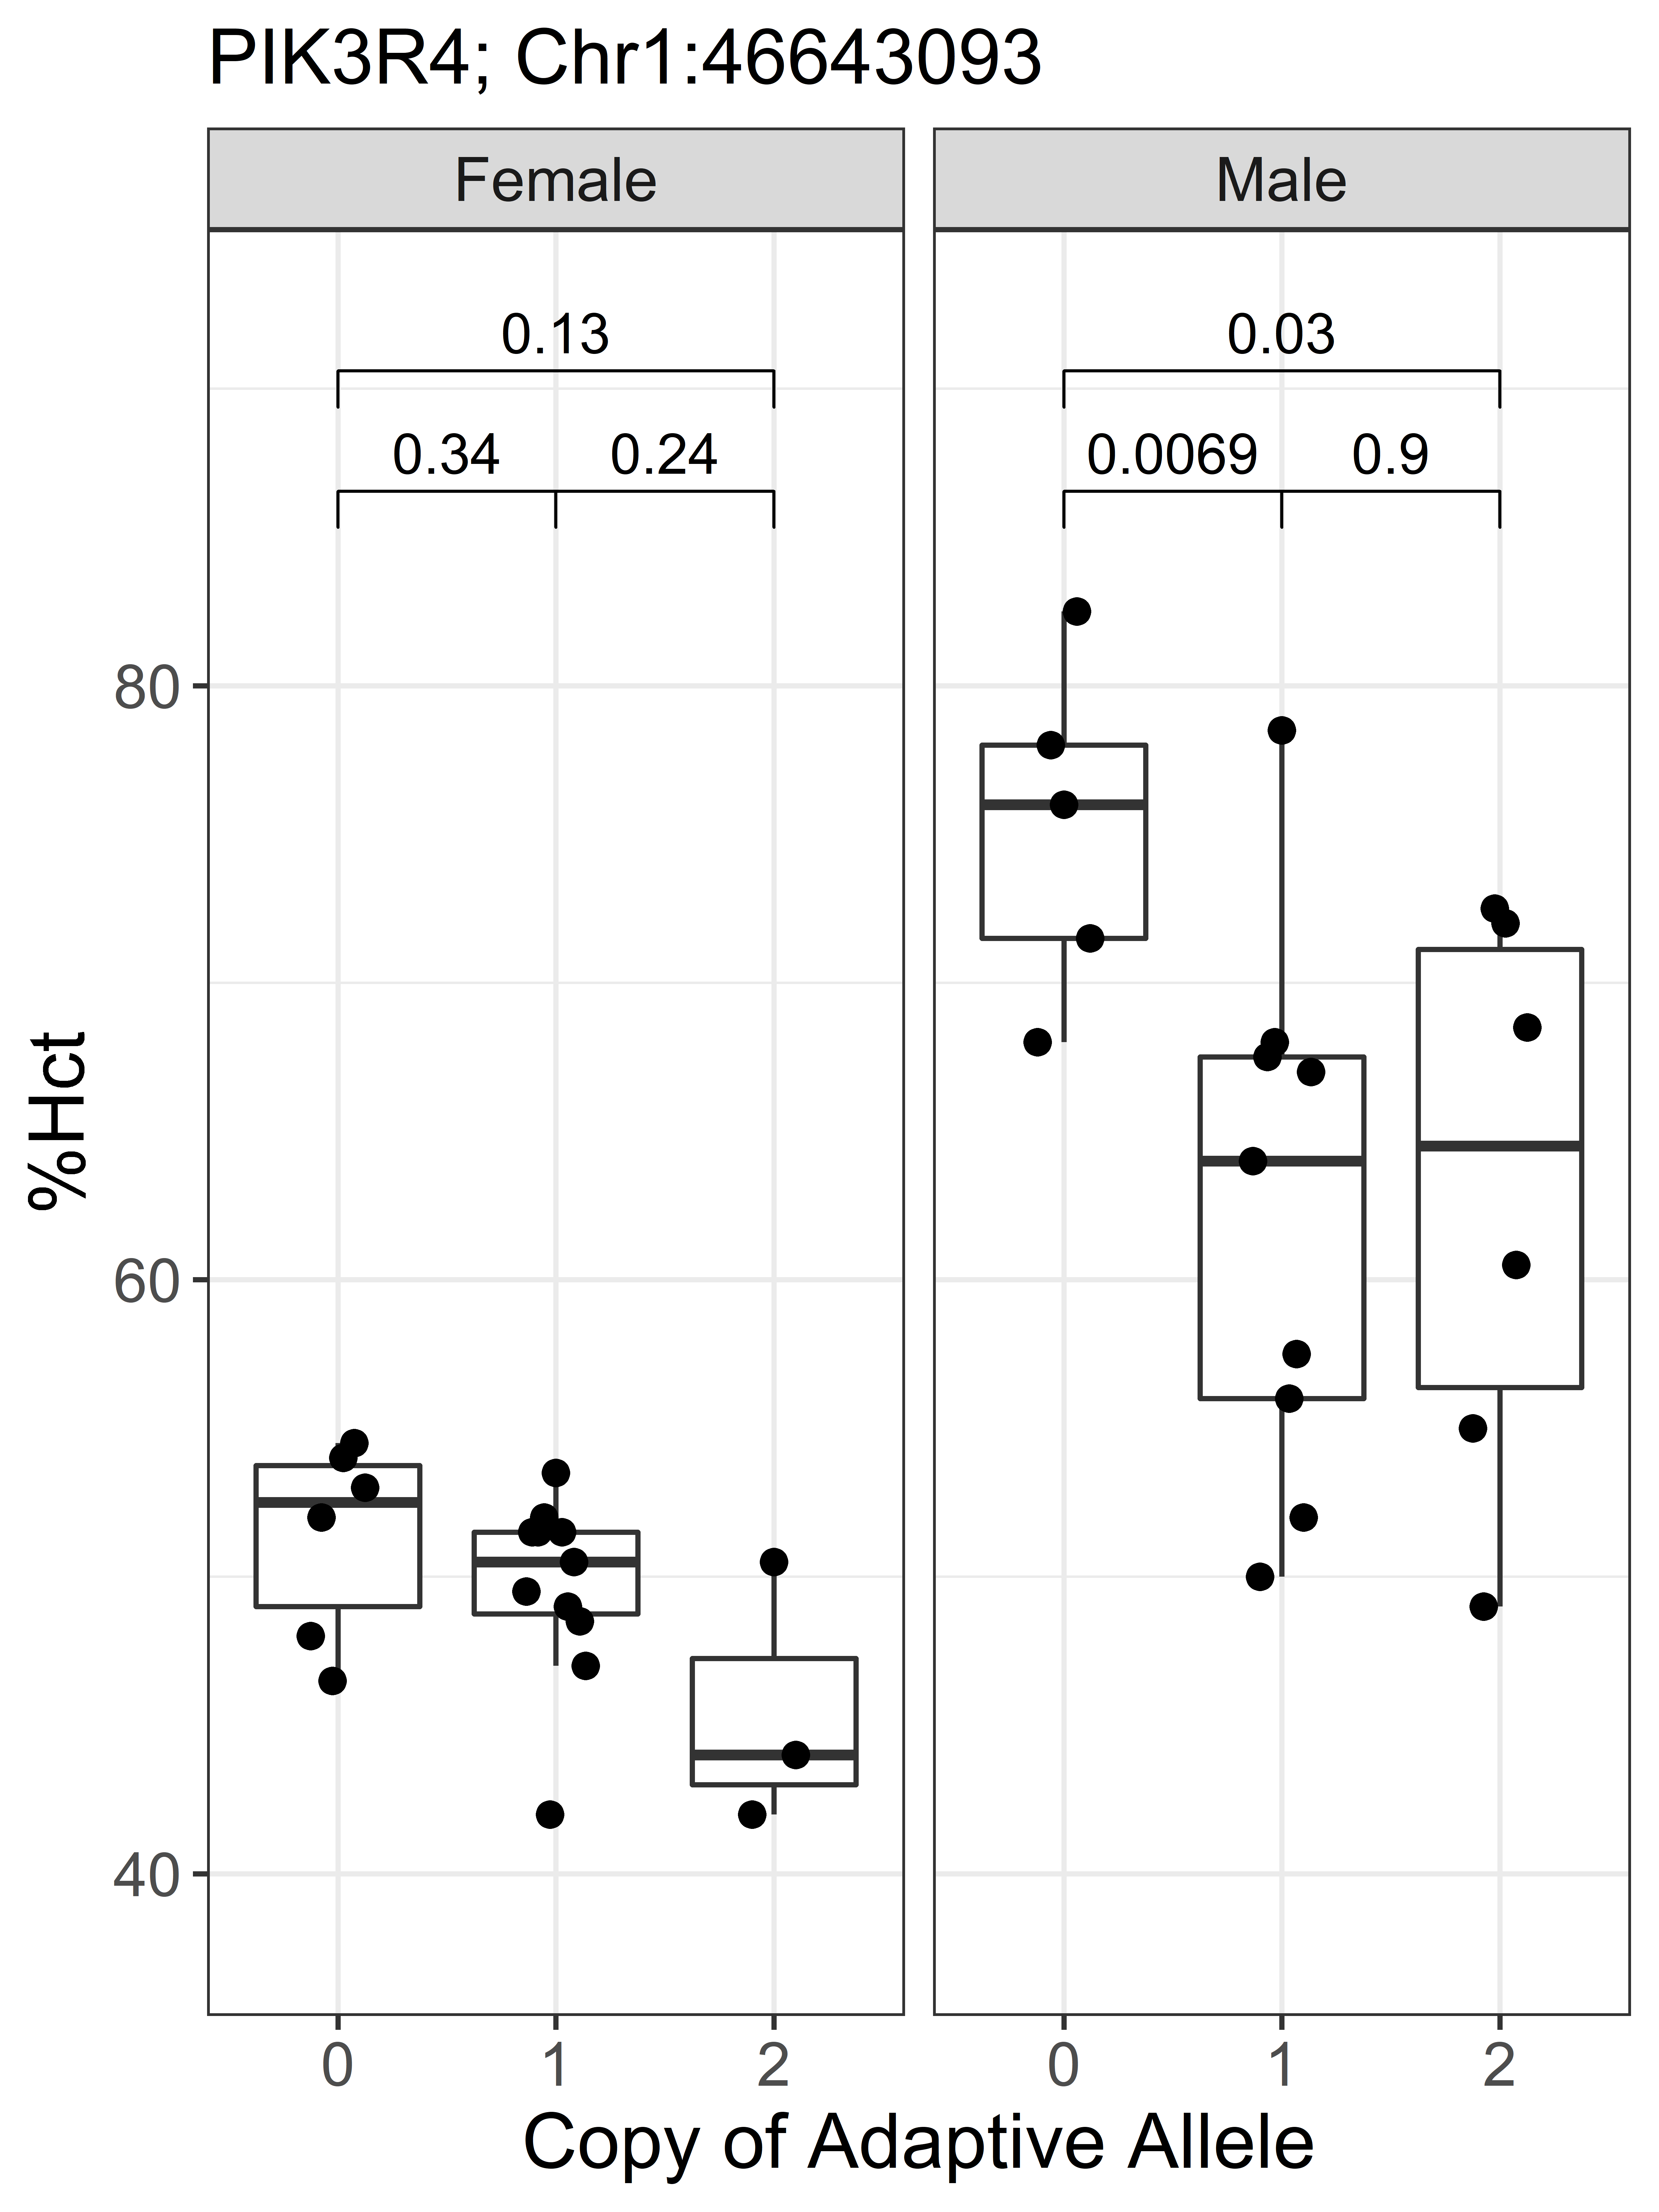 PIK3R4; Chr1:46643093
Female
Male
0.13
0.03
0.34
0.24
0.0069
0.9
80
60
40
%Hct
0 1 2
0 1 2
Copy of Adaptive Allele